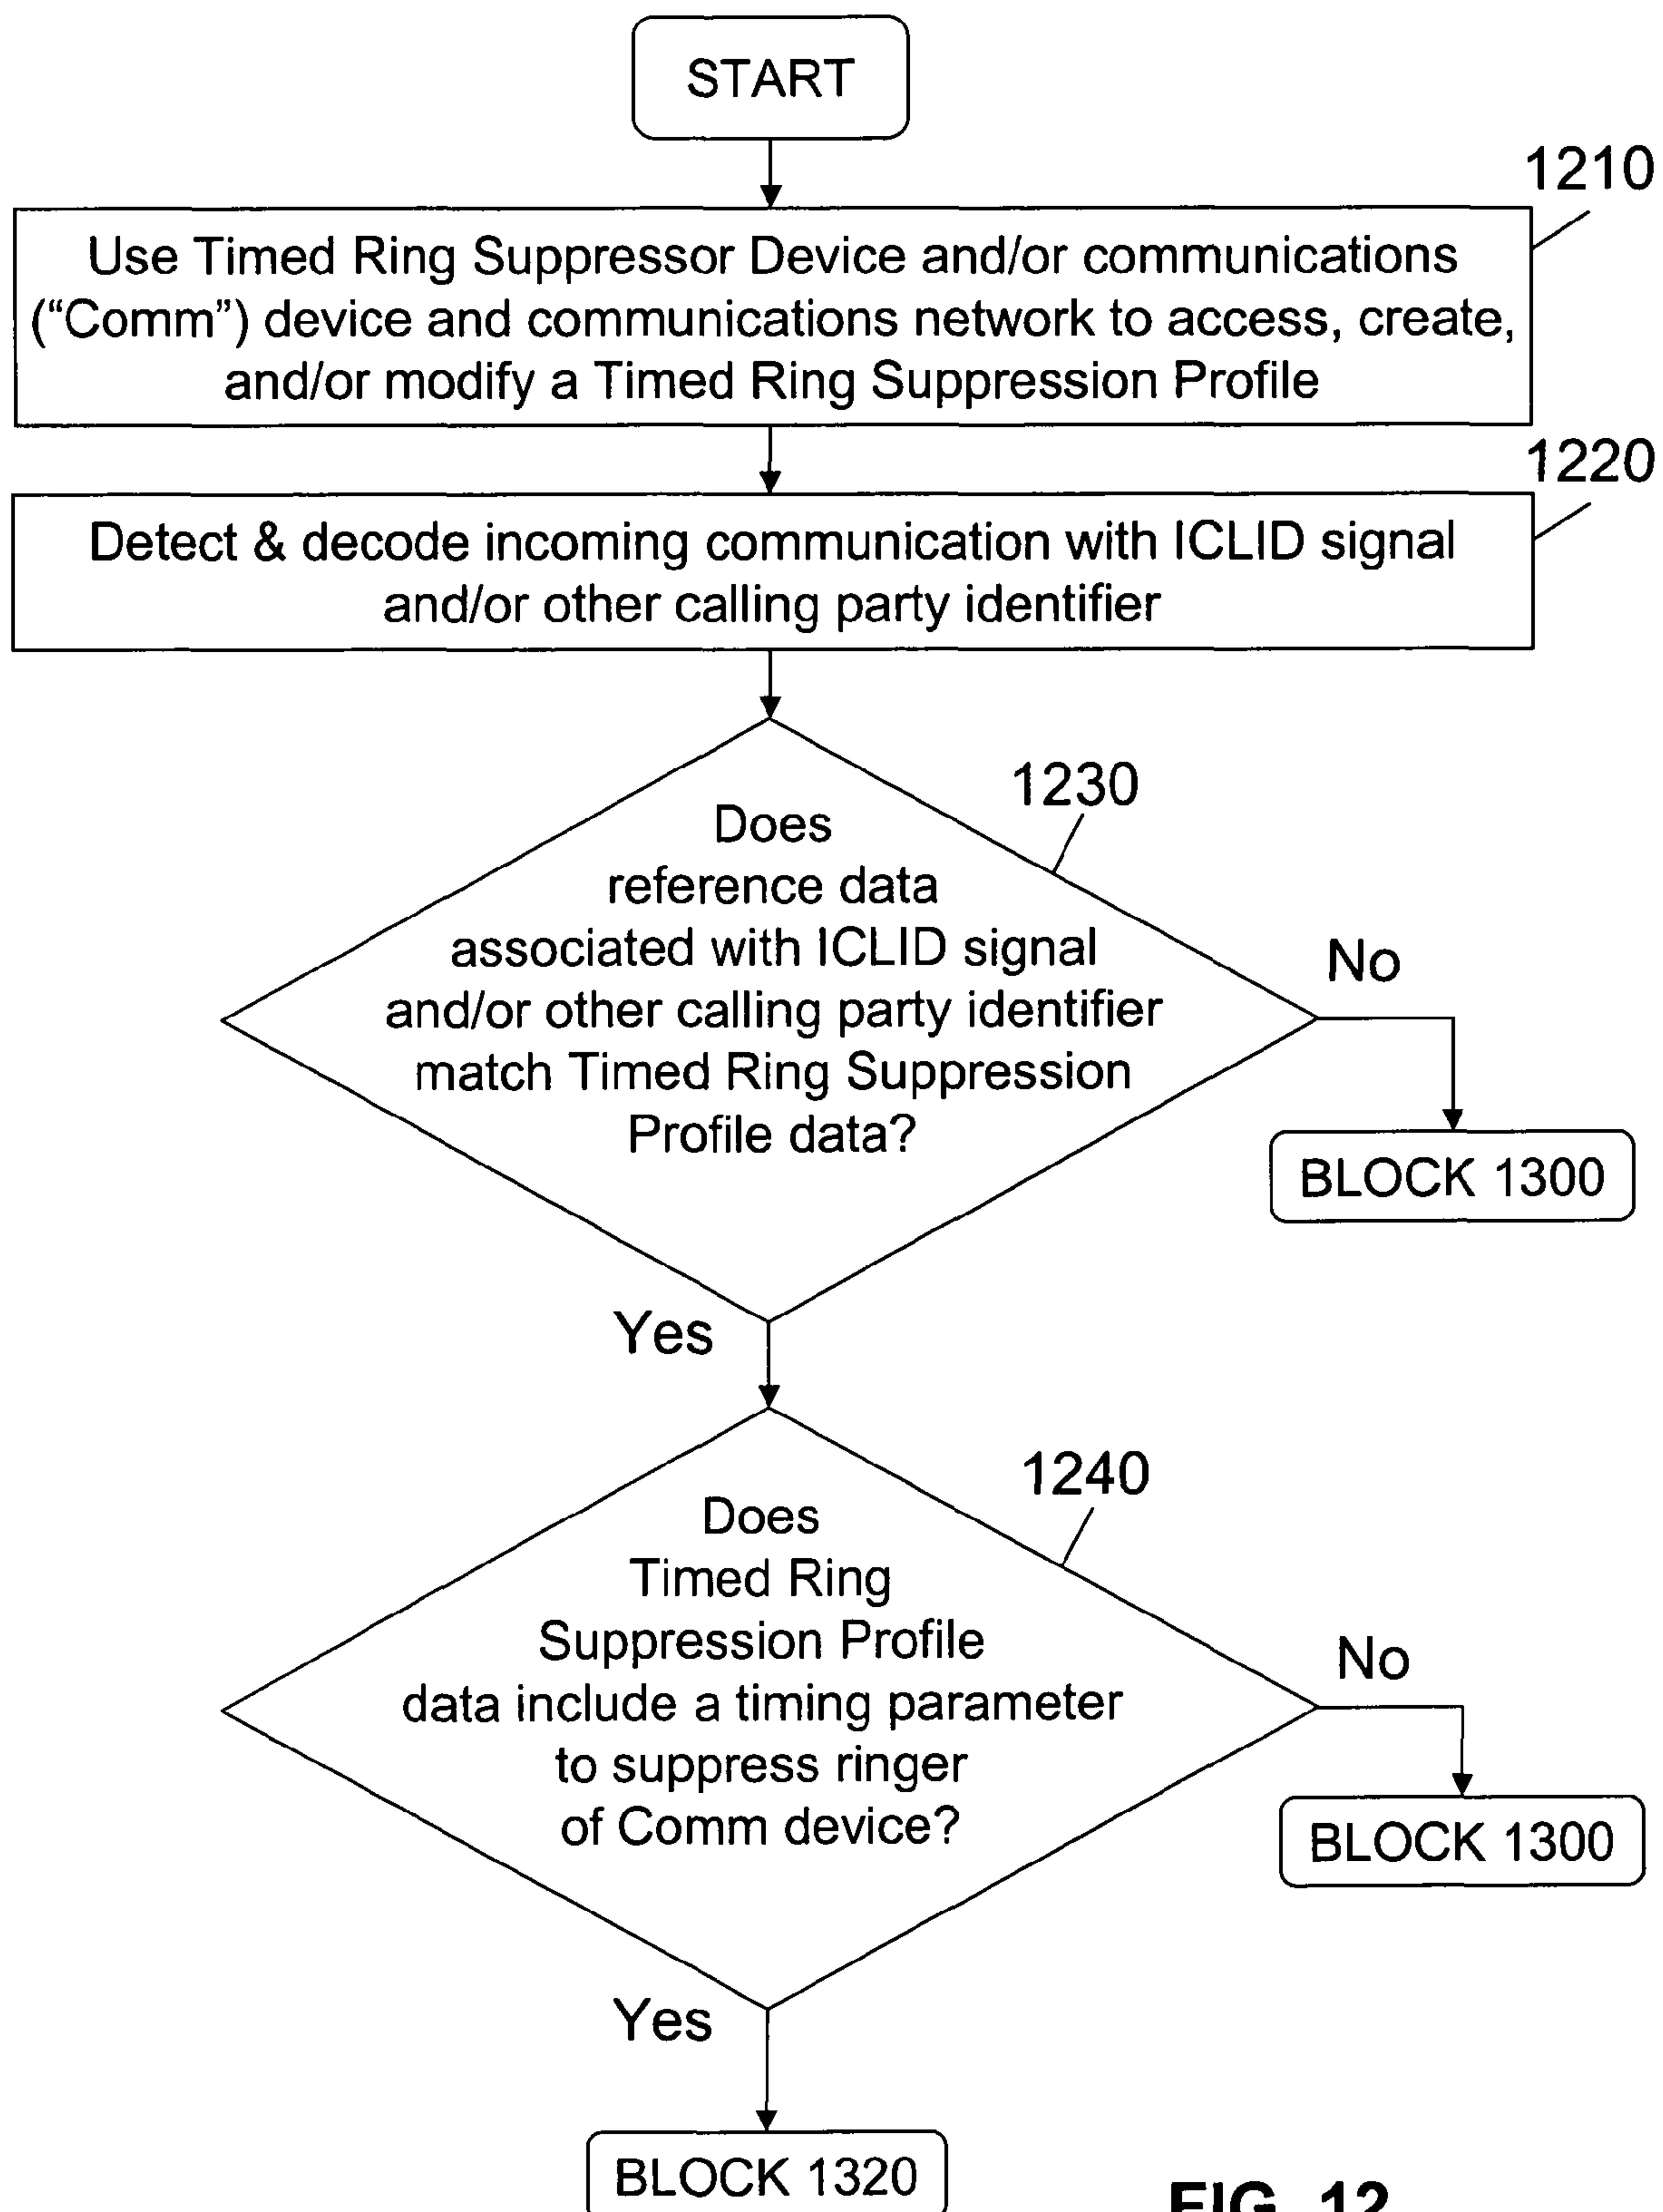 START
1210
Use Timed Ring Suppressor Device and/or communications
(“Comm”) device and communications network to access, create,
and/or modify a Timed Ring Suppression Profile
1220
Detect & decode incoming communication with ICLID signal
and/or other calling party identifier
1230
Does
reference data
associated with ICLID signal
and/or other calling party identifier
match Timed Ring Suppression
Profile data?
No
BLOCK 1300
Yes
1240
Does
Timed Ring
Suppression Profile
data include a timing parameter
to suppress ringer
of Comm device?
No
BLOCK 1300
Yes
BLOCK 1320
FIG. 12